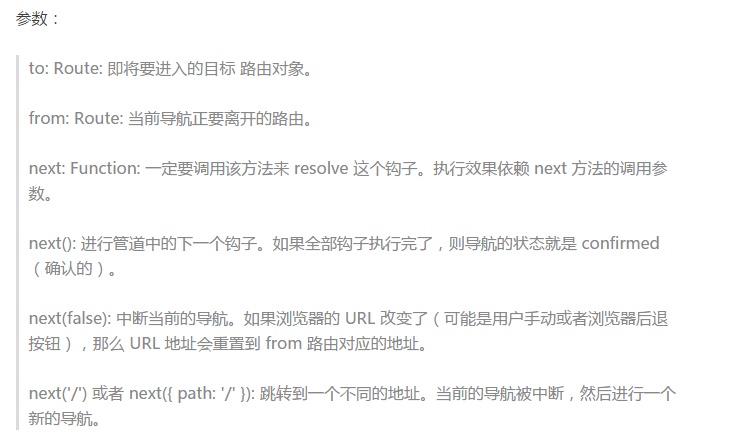 参数：
to: Route: 即将要进入的目标 路由对象。
from: Route: 当前导航正要离开的路由。
next: Function: 一定要调用该方法来 resolve 这个钩子。执行效果依赖 next 方法的调用参
数。
next(): 进行管道中的下一个钩子。如果全部钩子执行完了，则导航的状态就是 confirmed
（确认的）。
next(false): 中断当前的导航。如果浏览器的 URL 改变了（可能是用户手动或者浏览器后退
按钮），那么 URL 地址会重置到 from 路由对应的地址。
next('/') 或者 next({ path: '/' }): 跳转到一个不同的地址。当前的导航被中断，然后进行一个
新的导航。